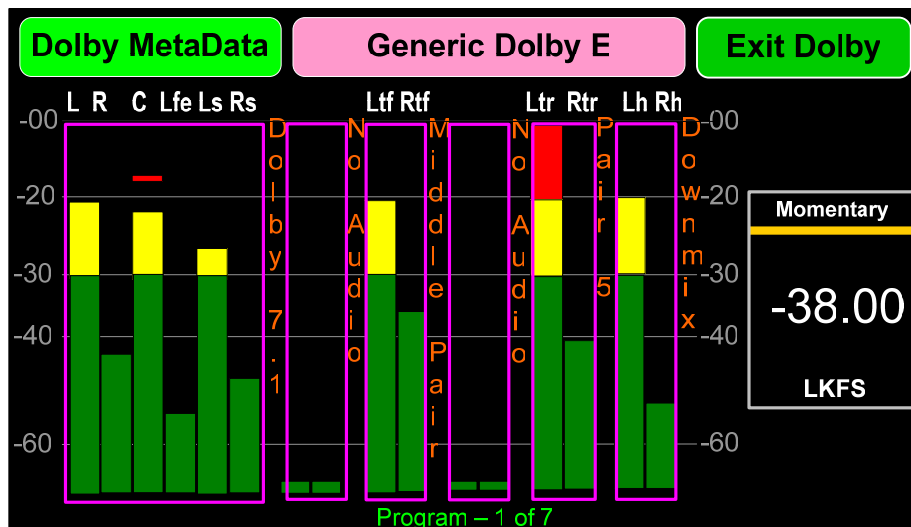 Dolby MetaData Generic Dolby E Exit Dolby
L R C Lfe Ls Rs Ltf Rtf Ltr Rtr Lh Rh
-00 -00
-20 -20
-30 -30
-40 -40
-60 -60
Dolby 7.1
No Audio
Middle Pair
No Audio
Pair 5
Downmix
Momentary
-38.00
LKFS
Program – 1 of 7